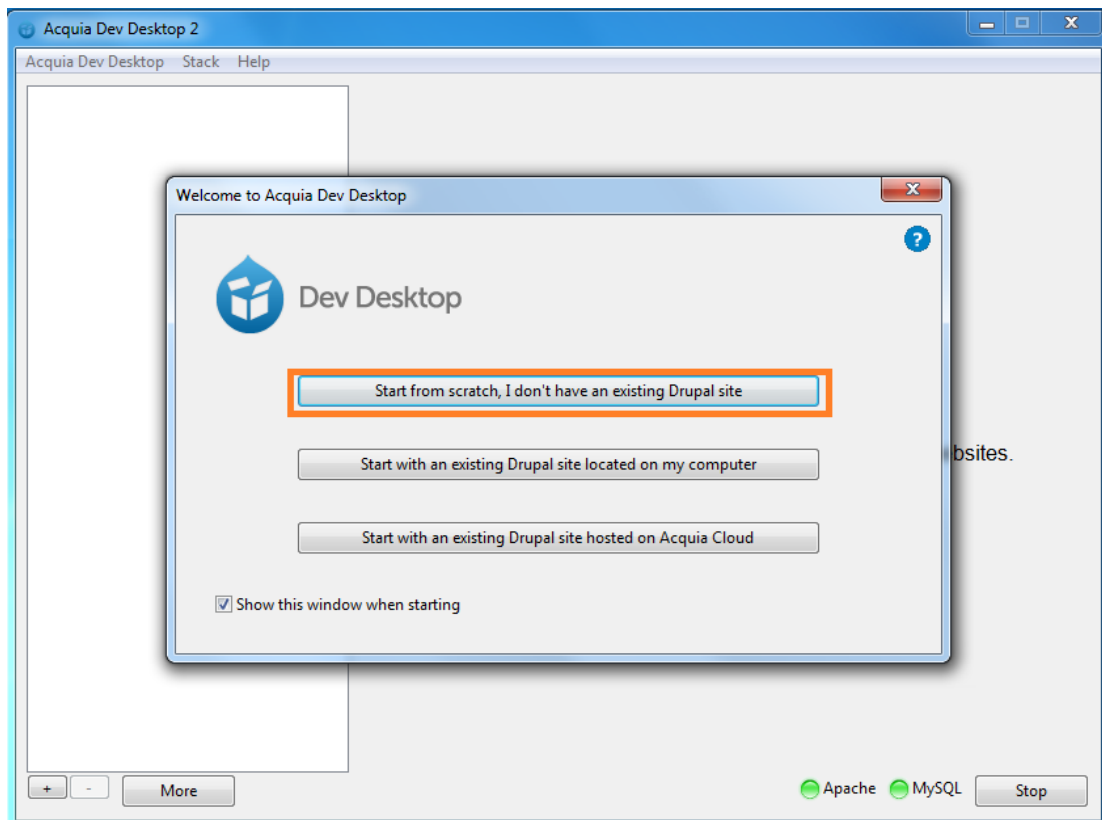 Acquia Dev Desktop 2
Acquia Dev Desktop Stack Help
Welcome to Acquia Dev Desktop
?
Dev Desktop
Start from scratch, I don't have an existing Drupal site
Start with an existing Drupal site located on my computer
bsites.
Start with an existing Drupal site hosted on Acquia Cloud
Show this window when starting
+ - More Apache MySQL Stop